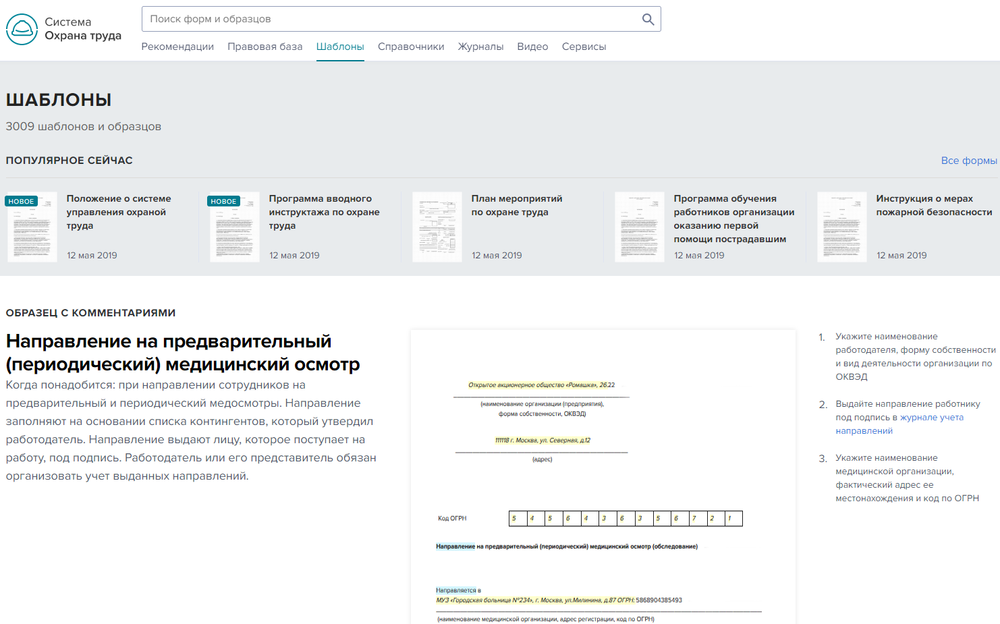 Система
Охрана труда
Поиск форм и образцов
Рекомендации Правовая база Шаблоны Справочники Журналы Видео Сервисы
ШАБЛОНЫ
3009 шаблонов и образцов
ПОПУЛЯРНОЕ СЕЙЧАС
Все формы
НОВОЕ
Положение о системе
управления охраной
труда
12 мая 2019
НОВОЕ
Программа вводного
инструктажа по охране
труда
12 мая 2019
План мероприятий
по охране труда
12 мая 2019
Программа обучения
работников организации
оказанию первой
помощи пострадавшим
12 мая 2019
Инструкция о мерах
пожарной безопасности
12 мая 2019
ОБРАЗЕЦ С КОММЕНТАРИЯМИ
Направление на предварительный
(периодический) медицинский осмотр
Когда понадобится: при направлении сотрудников на
предварительный и периодический медосмотры. Направление
заполняют на основании списка контингентов, который утвердил
работодатель. Направление выдают лицу, которое поступает на
работу, под подпись. Работодатель или его представитель обязан
организовать учет выданных направлений.
Открытое акционерное общество «Ромашка», 26.22
(наименование организации (предприятия),
форма собственности, ОКВЭД)
111118 г. Москва, ул. Северная, д.12
(адрес)
Код ОГРН 5 4 5 6 4 3 6 3 5 6 7 2 1
Направление на предварительный (периодический) медицинский осмотр (обследование)
Направляется в
МУЗ «Городская больница №234», г. Москва, ул.Милинина, д.87 ОГРН: 5868904385493
(наименование медицинской организации, адрес регистрации, код по ОГРН)
1. Укажите наименование
работодателя, форму собственности
и вид деятельности организации по
ОКВЭД
2. Выдайте направление работнику
под подпись в журнале учета
направлений
3. Укажите наименование
медицинской организации,
фактический адрес ее
местонахождения и код по ОГРН